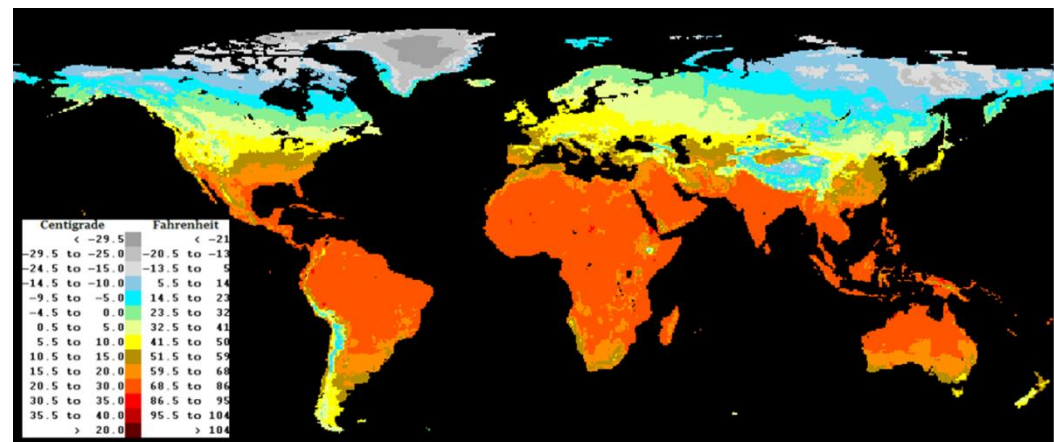 Centigrade Fahrenheit
< -29.5 < -21
-29.5 to -25.0 -20.5 to -13
-24.5 to -15.0 -13.5 to 5
-14.5 to -10.0 5.5 to 14
-9.5 to -5.0 14.5 to 23
-4.5 to 0.0 23.5 to 32
0.5 to 5.0 32.5 to 41
5.5 to 10.0 41.5 to 50
10.5 to 15.0 51.5 to 59
15.5 to 20.0 59.5 to 68
20.5 to 30.0 68.5 to 86
30.5 to 35.0 86.5 to 95
35.5 to 40.0 95.5 to 104
> 20.0 > 104